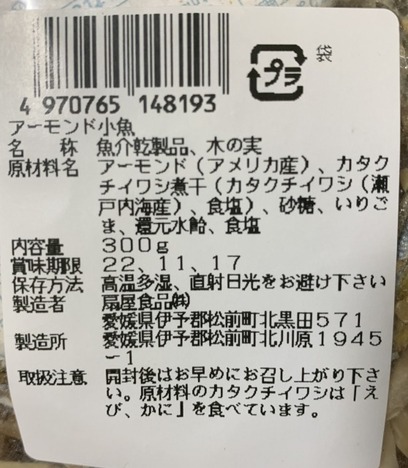 4 970765 148193
プラ
袋
アーモンド小魚
名　称　魚介乾製品、木の実
原材料名　アーモンド（アメリカ産）、カタク
チイワシ煮干（カタクチイワシ（瀬
戸内海産）、食塩）、砂糖、いりご
ま、還元水飴、食塩
内容量　３００ｇ
賞味期限　２２．１１．１７
保存方法　高温多湿、直射日光をお避け下さい
製造者　扇屋食品㈱
愛媛県伊予郡松前町北黒田５７１
製造所　愛媛県伊予郡松前町北川原１９４５
－１
取扱注意　開封後はお早めにお召し上がり下さ
い。原材料のカタクチイワシは「え
び、かに」を食べています。